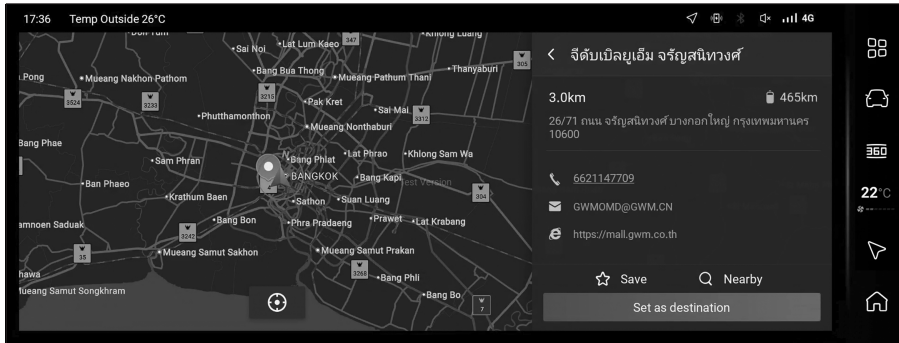 17:36 Temp Outside 26°C
4G
Sai Noi
Lat Lum Kaeo
347
Khlong Luang
จีดับเบิลยูเอ็ม จรัญสนิทวงศ์
Pong
Mueang Nakhon Pathom
Bang Bua Thong
Mueang Pathum Thani
Thanyaburi
305
3524
3233
3215
Pak Kret
Sai Mai
3312
3.0km
465km
Phutthamonthon
Mueang Nonthaburi
26/71 ถนน จรัญสนิทวงศ์ บางกอกใหญ่ กรุงเทพมหานคร
10600
Bang Phae
Sam Phran
Bang Phlat
Lat Phrao
Khlong Sam Wa
360
BANGKOK
Bang Kapi
Test Version
6621147709
Ban Phaeo
Krathum Baen
Sathon
Suan Luang
304
22°C
GWMOMD@GWM.CN
amnoen Saduak
Bang Bon
Phra Pradaeng
Prawet
Lat Krabang
https://mall.gwm.co.th
3242
35
Mueang Samut Sakhon
Mueang Samut Prakan
3268
Bang Phli
hawa
Mueang Samut Songkhram
Save
Nearby
Bang Bo
7
Set as destination